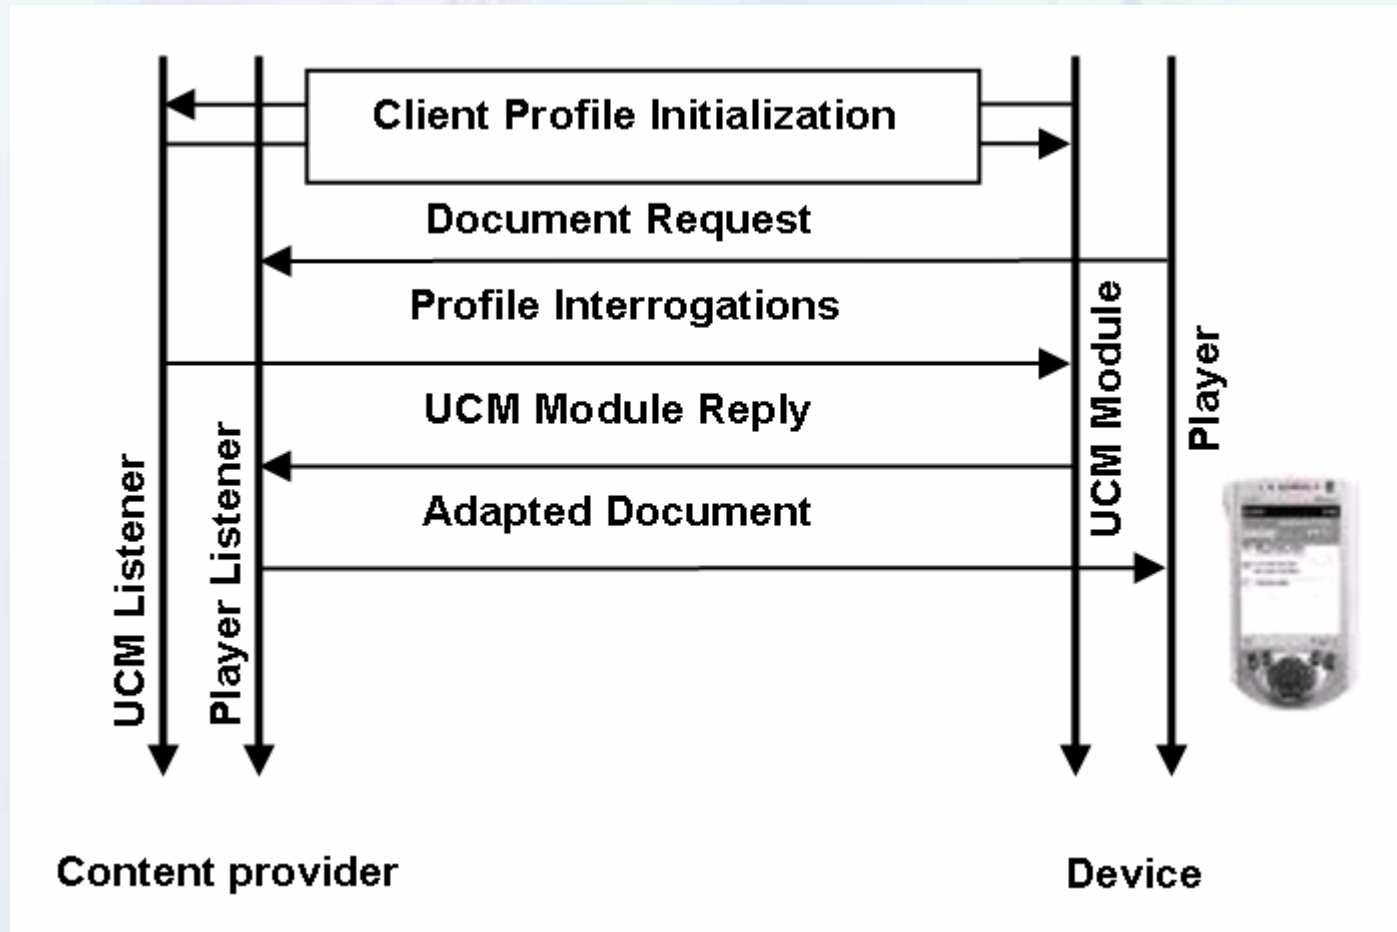 Client Profile Initialization
Document Request
Profile Interrogations
UCM Module Reply
Adapted Document
UCM Listener
Player Listener
UCM Module
Player
Content provider
Device